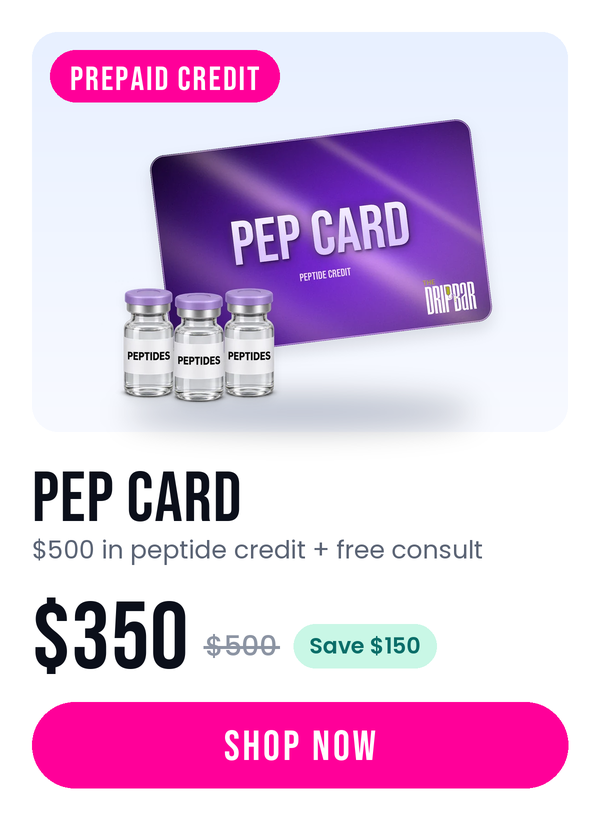 PREPAID CREDIT
PEP CARD
PEPTIDE CREDIT
THE
DRIPBAR
PEPTIDES
PEPTIDES
PEPTIDES
PEP CARD
$500 in peptide credit + free consult
$350 $500 Save $150
SHOP NOW